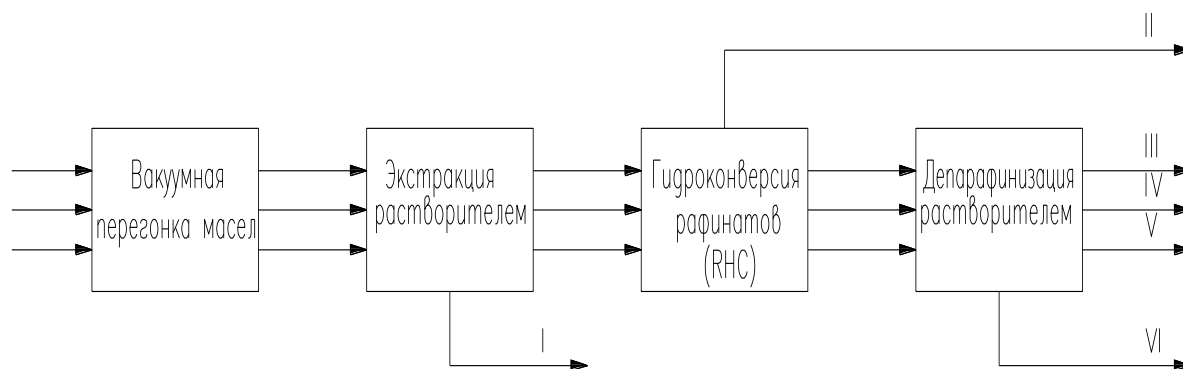 II
Вакуумная
перегонка масел
Экстракция
растворителем
Гидроконверсия
рафинатов
(RHC)
Депарафинизация
растворителем
III
IV
V
I
VI